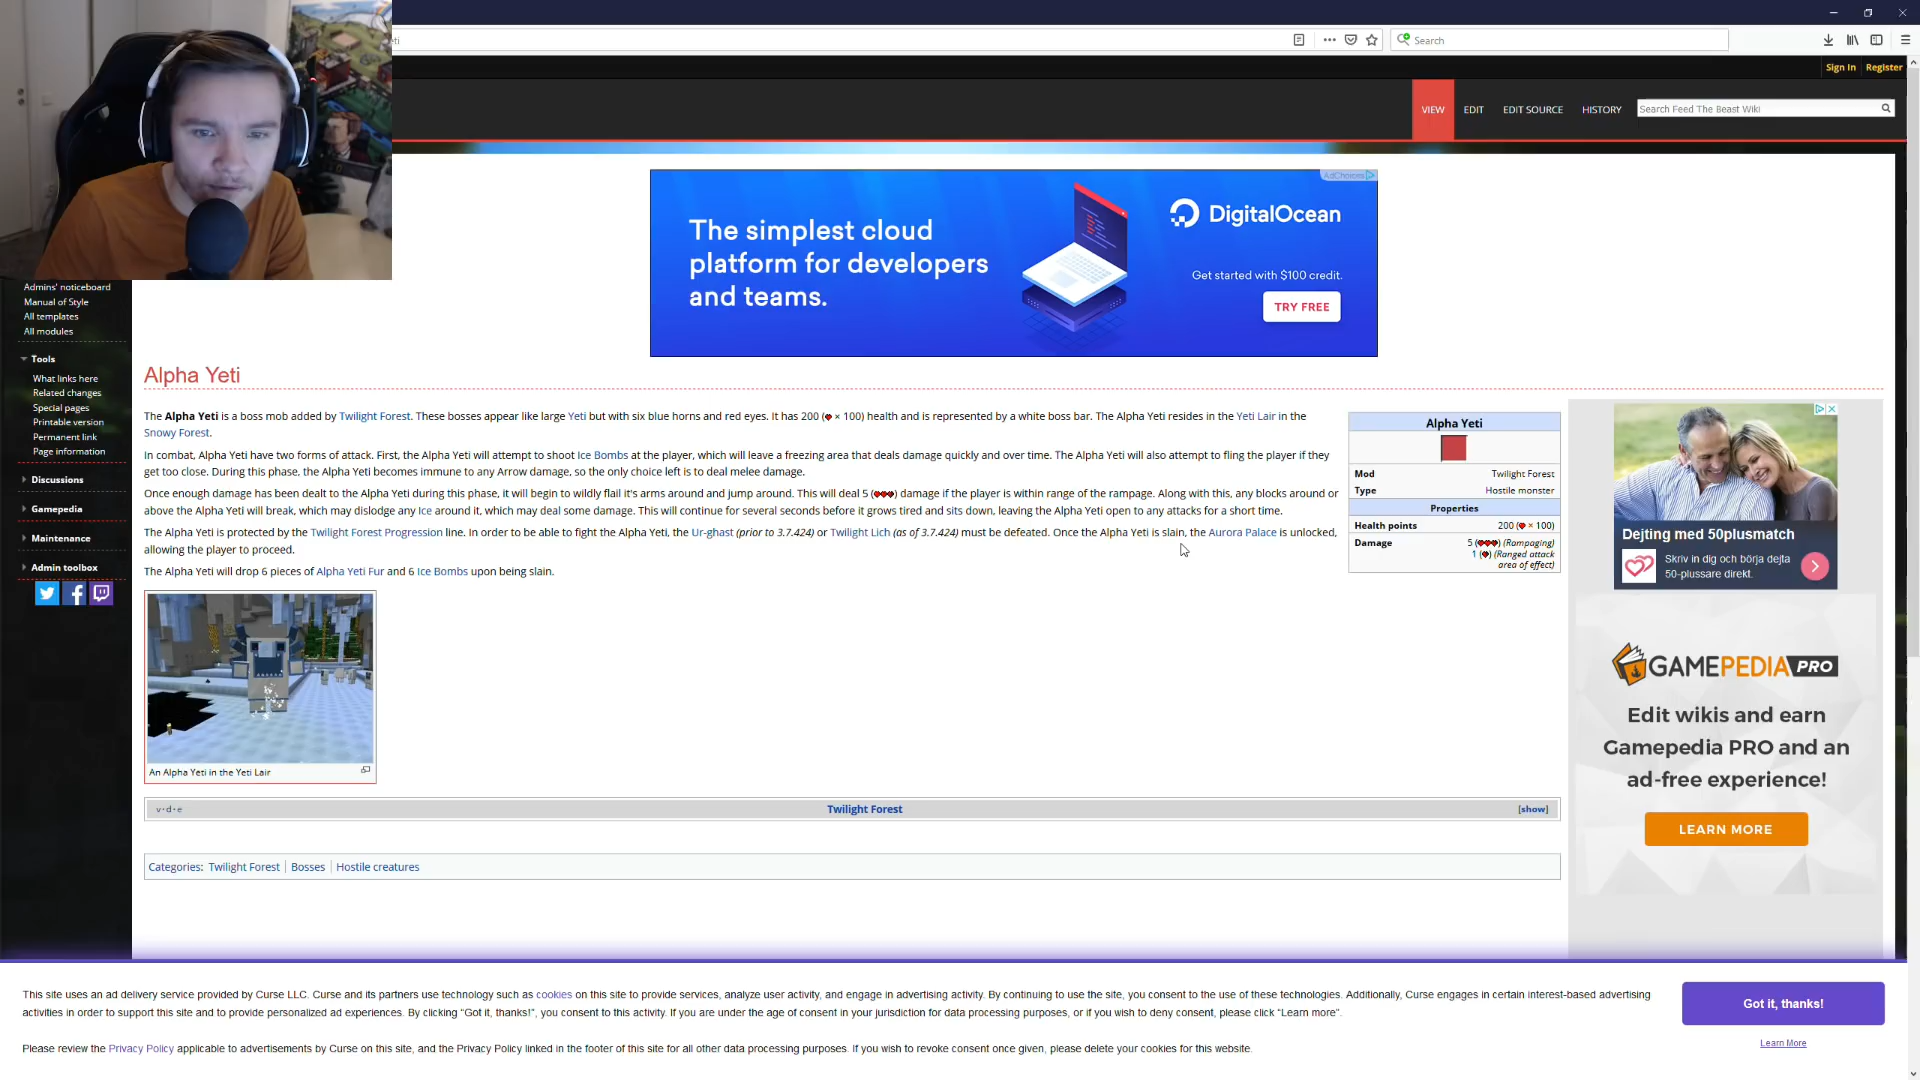 eti
Search
Sign In Register
VIEW EDIT EDIT SOURCE HISTORY Search Feed The Beast Wiki
AdChoices
The simplest cloud
platform for developers
and teams.
DigitalOcean
Get started with $100 credit.
TRY FREE
Admins' noticeboard
Manual of Style
All templates
All modules
Tools
What links here
Related changes
Special pages
Printable version
Permanent link
Page information
Discussions
Gamepedia
Maintenance
Admin toolbox
Alpha Yeti
The Alpha Yeti is a boss mob added by Twilight Forest. These bosses appear like large Yeti but with six blue horns and red eyes. It has 200 (❤ × 100) health and is represented by a white boss bar. The Alpha Yeti resides in the Yeti Lair in the
Snowy Forest.
In combat, Alpha Yeti have two forms of attack. First, the Alpha Yeti will attempt to shoot Ice Bombs at the player, which will leave a freezing area that deals damage quickly and over time. The Alpha Yeti will also attempt to fling the player if they
get too close. During this phase, the Alpha Yeti becomes immune to any Arrow damage, so the only choice left is to deal melee damage.
Once enough damage has been dealt to the Alpha Yeti during this phase, it will begin to wildly flail it's arms around and jump around. This will deal 5 (❤❤❤) damage if the player is within range of the rampage. Along with this, any blocks around or
above the Alpha Yeti will break, which may dislodge any Ice around it, which may deal some damage. This will continue for several seconds before it grows tired and sits down, leaving the Alpha Yeti open to any attacks for a short time.
The Alpha Yeti is protected by the Twilight Forest Progression line. In order to be able to fight the Alpha Yeti, the Ur-ghast (prior to 3.7.424) or Twilight Lich (as of 3.7.424) must be defeated. Once the Alpha Yeti is slain, the Aurora Palace is unlocked,
allowing the player to proceed.
The Alpha Yeti will drop 6 pieces of Alpha Yeti Fur and 6 Ice Bombs upon being slain.
Alpha Yeti
Mod Twilight Forest
Type Hostile monster
Properties
Health points 200 (❤ × 100)
Damage 5 (❤❤❤) (Rampaging)
1 (❤) (Ranged attack
area of effect)
An Alpha Yeti in the Yeti Lair
v · d · e Twilight Forest [show]
Categories: Twilight Forest | Bosses | Hostile creatures
Dejting med 50plusmatch
Skriv in dig och börja dejta
50-plussare direkt.
GAMEPEDIA PRO
Edit wikis and earn
Gamepedia PRO and an
ad-free experience!
LEARN MORE
This site uses an ad delivery service provided by Curse LLC. Curse and its partners use technology such as cookies on this site to provide services, analyze user activity, and engage in advertising activity. By continuing to use the site, you consent to the use of these technologies. Additionally, Curse engages in certain interest-based advertising
activities in order to support this site and to provide personalized ad experiences. By clicking "Got it, thanks!", you consent to this activity. If you are under the age of consent in your jurisdiction for data processing purposes, or if you wish to deny consent, please click "Learn more".
Please review the Privacy Policy applicable to advertisements by Curse on this site, and the Privacy Policy linked in the footer of this site for all other data processing purposes. If you wish to revoke consent once given, please delete your cookies for this website.
Got it, thanks!
Learn More